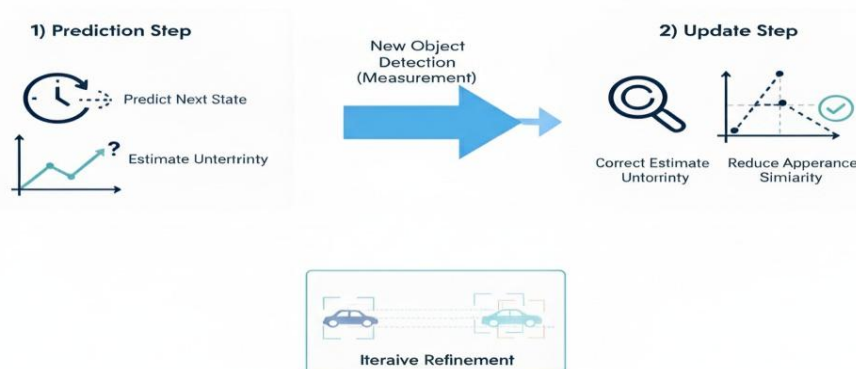 1) Prediction Step
Predict Next State
?
Estimate Untertrinty
New Object
Detection
(Measurement)
2) Update Step
Correct Estimate
Untorrinty
Reduce Apperance
Simiarity
Iteraive Refinement